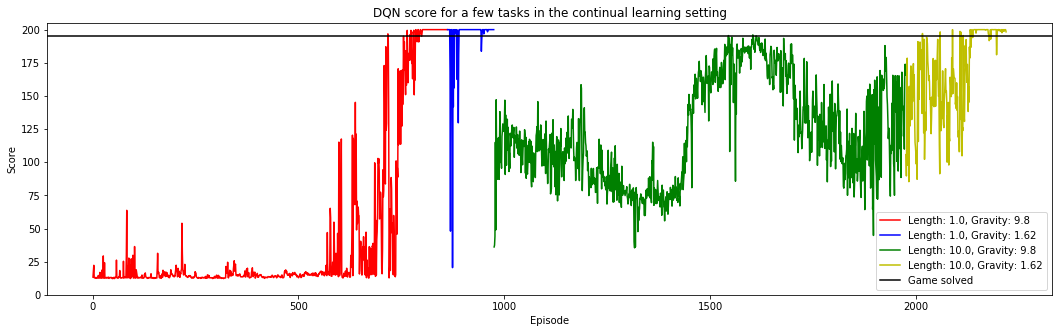 DQN score for a few tasks in the continual learning setting
Score
200
175
150
125
100
75
50
25
0
0
500
1000
1500
2000
Episode
Length: 1.0, Gravity: 9.8
Length: 1.0, Gravity: 1.62
Length: 10.0, Gravity: 9.8
Length: 10.0, Gravity: 1.62
Game solved